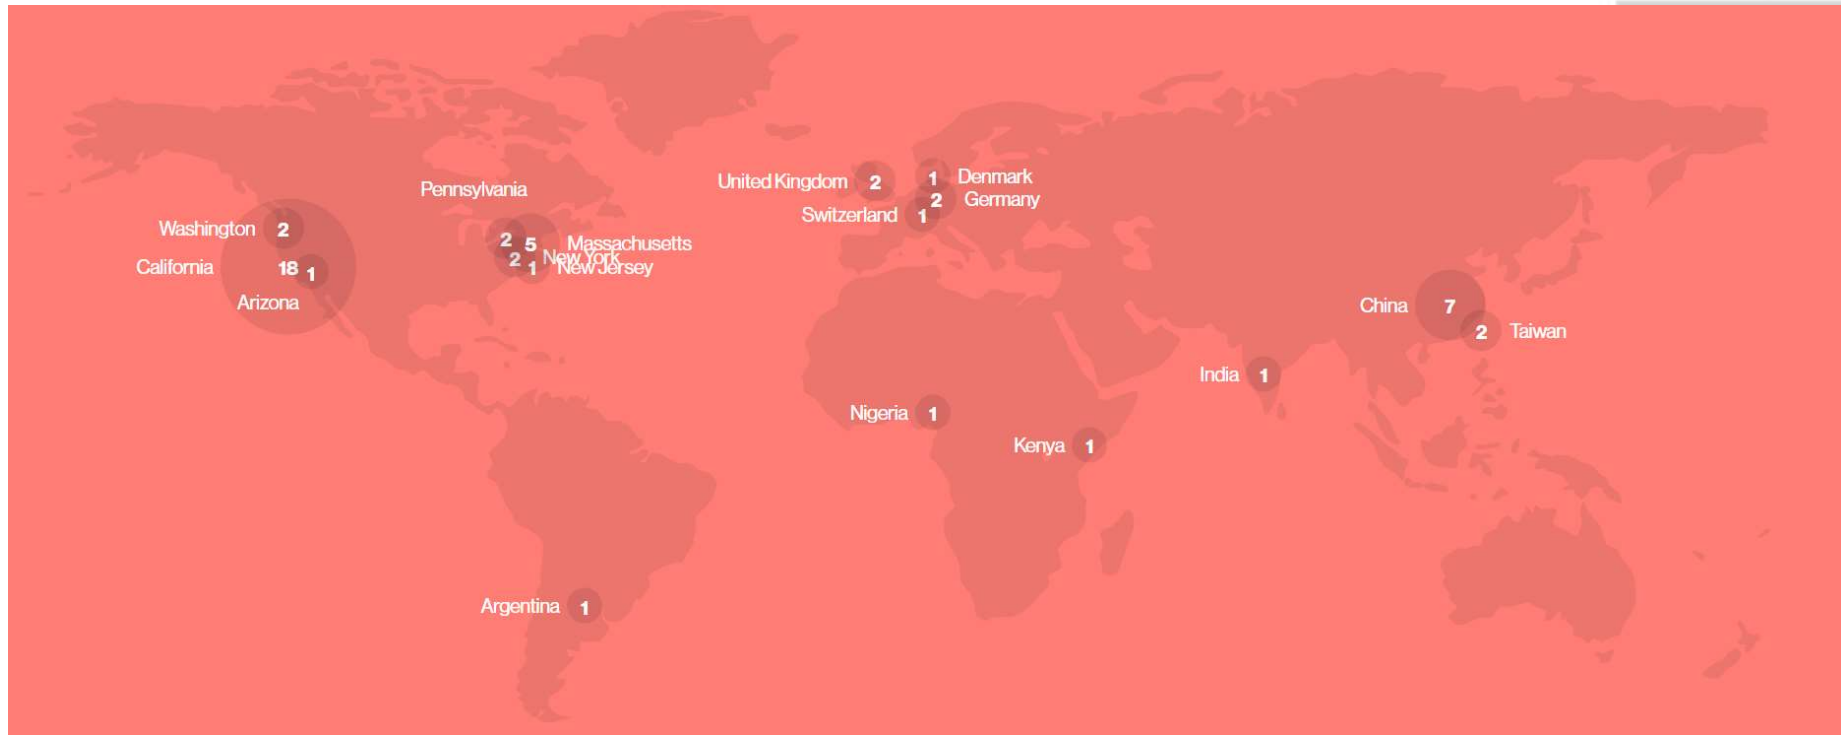 United Kingdom 2
1 Denmark
2 Germany
Switzerland 1
Pennsylvania
2
5 Massachusetts
2 New York
1 New Jersey
Washington 2
California 18
1
Arizona
China 7
2 Taiwan
India 1
Nigeria 1
Kenya 1
Argentina 1